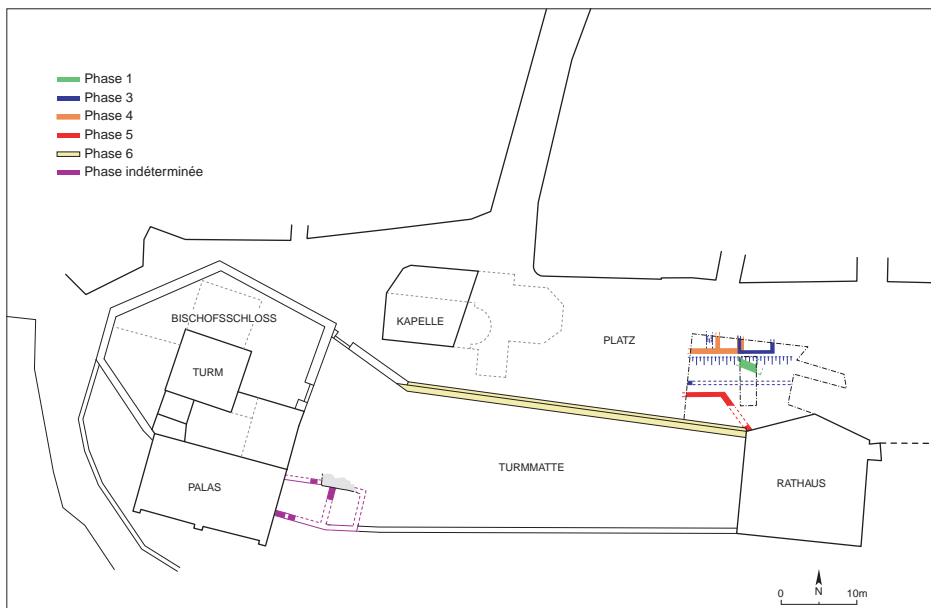 Phase 1
Phase 3
Phase 4
Phase 5
Phase 6
Phase indéterminée
BISCHOFSSCHLOSS
KAPELLE
PLATZ
TURM
TURMMATTE
PALAS
RATHAUS
N
0 10m